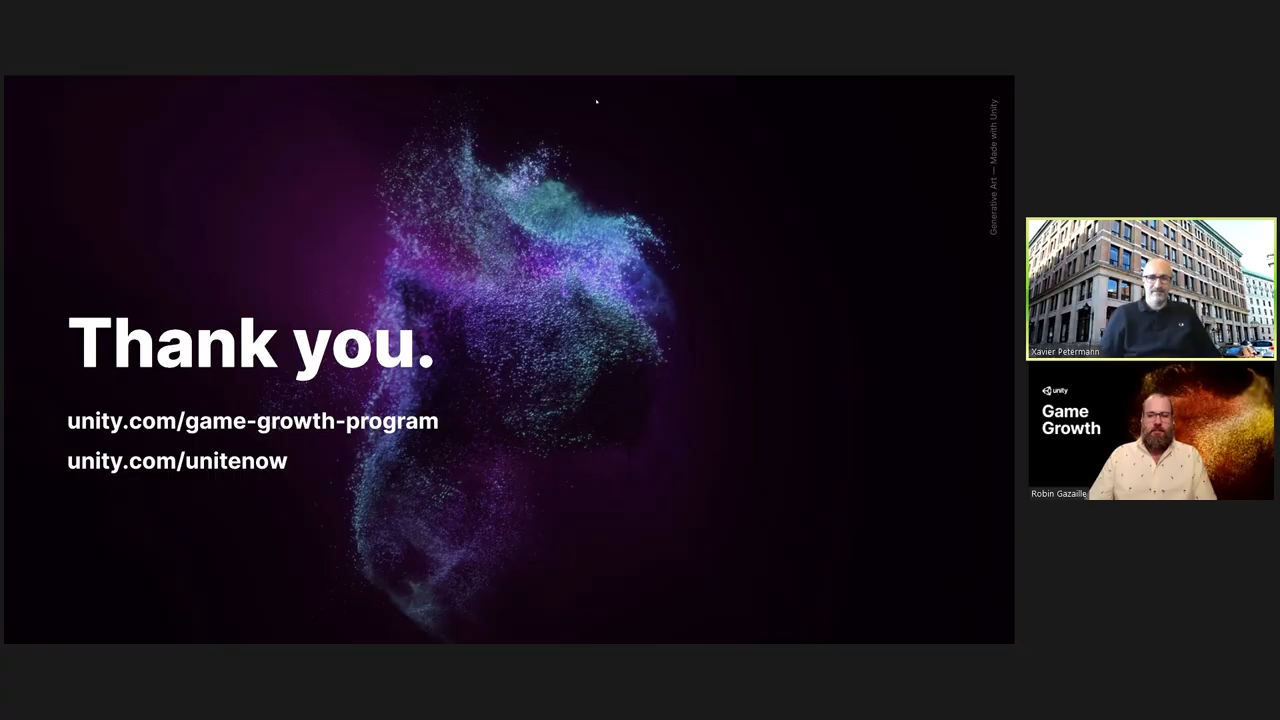 Generative Art — Made with Unity
Thank you.
unity.com/game-growth-program
unity.com/unitenow
Xavier Petermann
unity
Game
Growth
Robin Gazaille